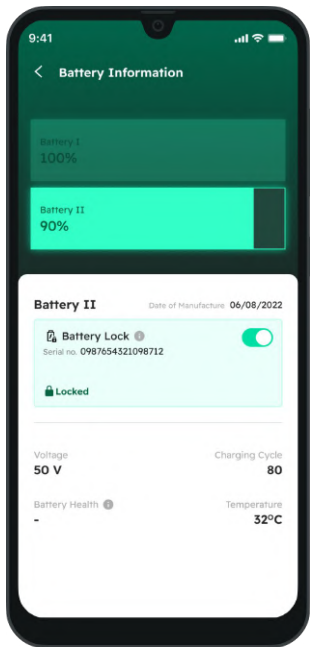 9:41
Battery Information
Battery I
100%
Battery II
90%
Battery II Date of Manufacture 06/08/2022
Battery Lock
Serial no. 0987654321098712
Locked
Voltage Charging Cycle
50 V 80
Battery Health Temperature
- 32°C